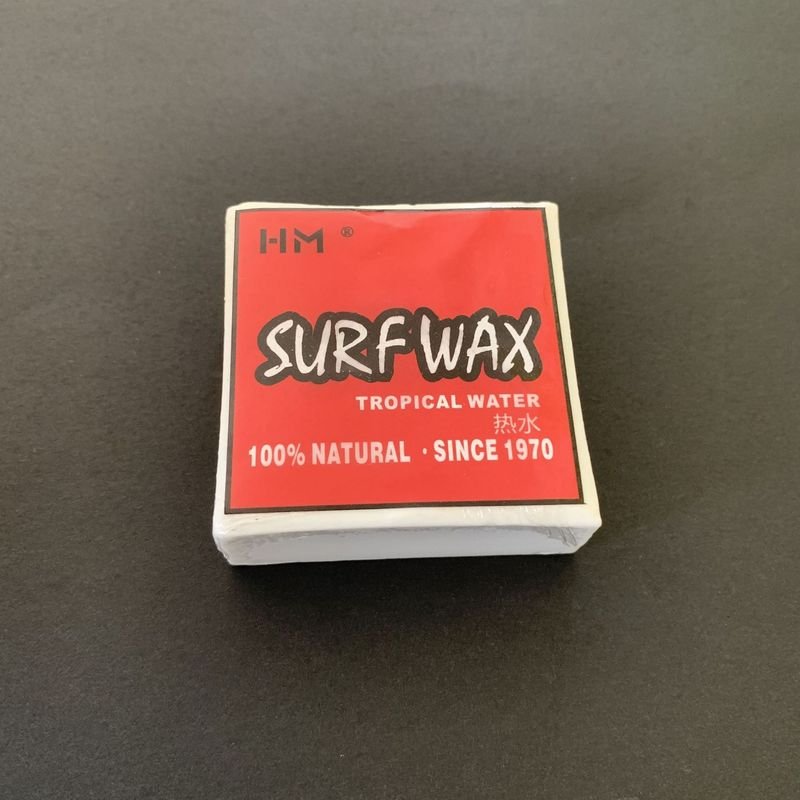 HM ®
SURF WAX
TROPICAL WATER
热水
100% NATURAL · SINCE 1970